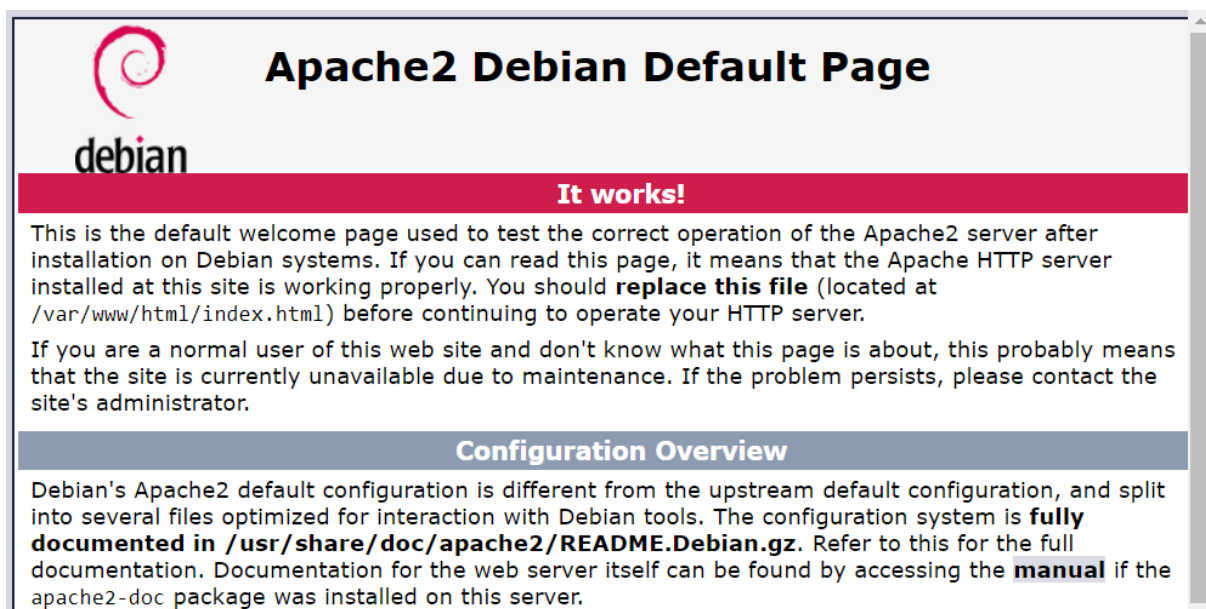 debian
Apache2 Debian Default Page
It works!
This is the default welcome page used to test the correct operation of the Apache2 server after
installation on Debian systems. If you can read this page, it means that the Apache HTTP server
installed at this site is working properly. You should replace this file (located at
/var/www/html/index.html) before continuing to operate your HTTP server.
If you are a normal user of this web site and don't know what this page is about, this probably means
that the site is currently unavailable due to maintenance. If the problem persists, please contact the
site's administrator.
Configuration Overview
Debian's Apache2 default configuration is different from the upstream default configuration, and split
into several files optimized for interaction with Debian tools. The configuration system is fully
documented in /usr/share/doc/apache2/README.Debian.gz. Refer to this for the full
documentation. Documentation for the web server itself can be found by accessing the manual if the
apache2-doc package was installed on this server.